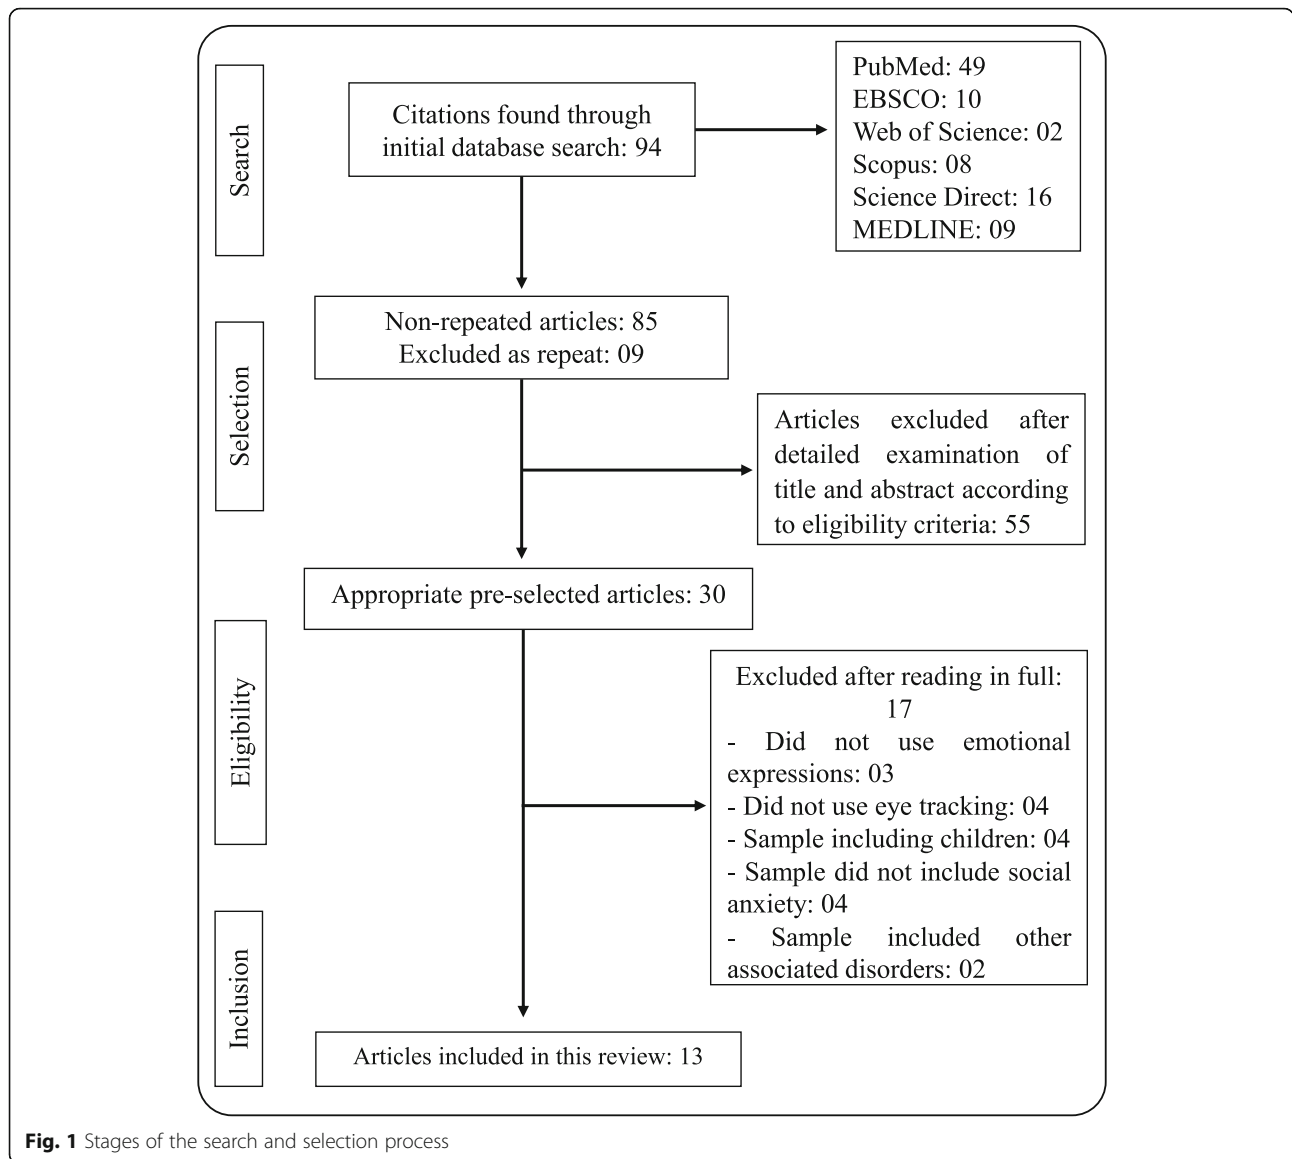 Search
Citations found through
initial database search: 94
PubMed: 49
EBSCO: 10
Web of Science: 02
Scopus: 08
Science Direct: 16
MEDLINE: 09
Selection
Non-repeated articles: 85
Excluded as repeat: 09
Articles excluded after
detailed examination of
title and abstract according
to eligibility criteria: 55
Appropriate pre-selected articles: 30
Eligibility
Excluded after reading in full:
17
- Did not use emotional
expressions: 03
- Did not use eye tracking: 04
- Sample including children: 04
- Sample did not include social
anxiety: 04
- Sample included other
associated disorders: 02
Inclusion
Articles included in this review: 13
Fig. 1 Stages of the search and selection process